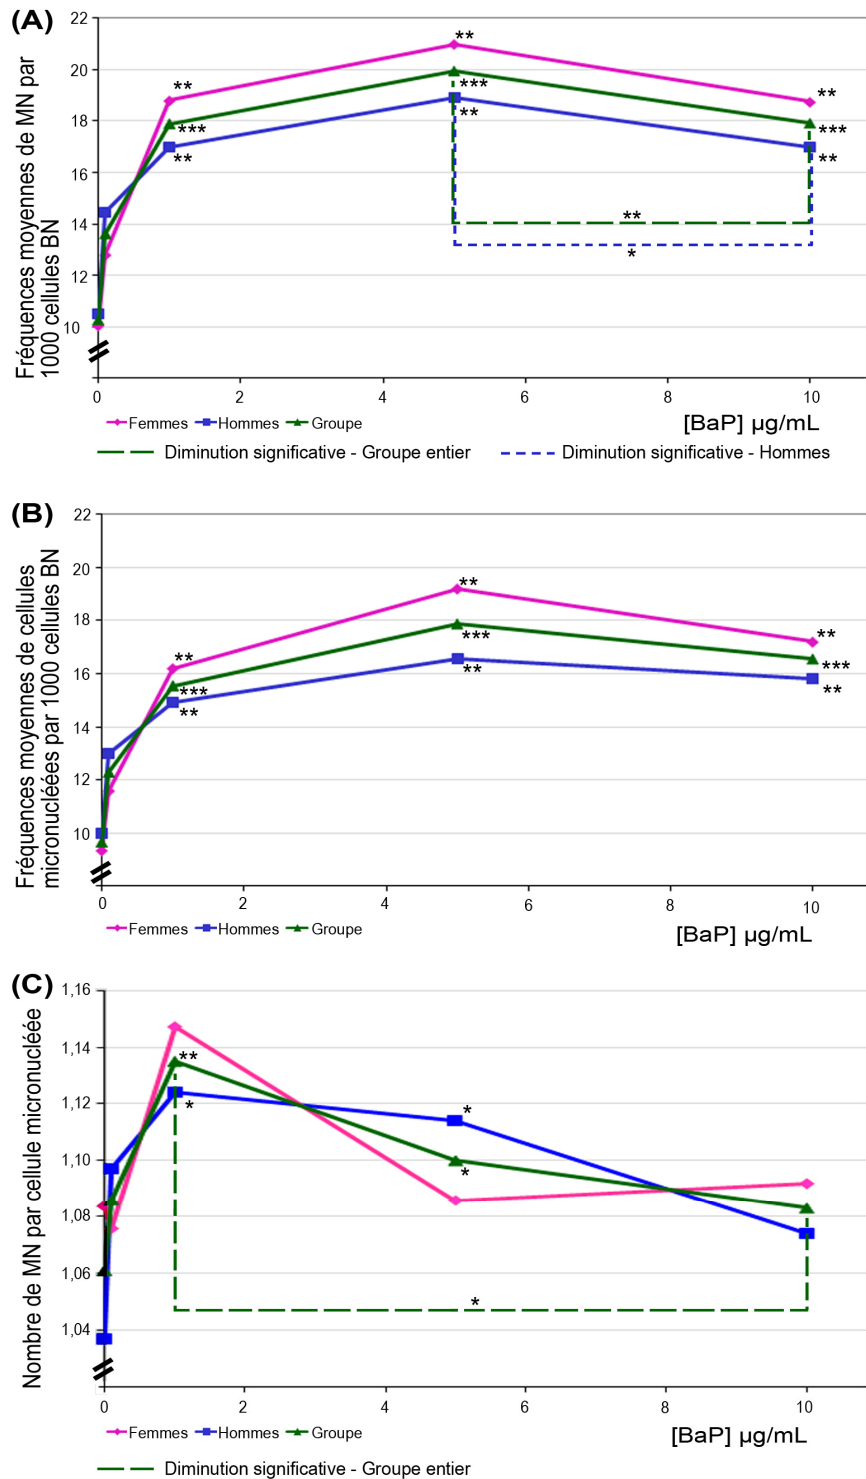 (A)
Fréquences moyennes de MN par
1000 cellules BN
22
20
18
16
14
12
10
** ** **
*** *** ***
** ** **
**
*
0 2 4 6 8 10
[BaP] µg/mL
Femmes Hommes Groupe
Diminution significative - Groupe entier Diminution significative - Hommes
(B)
Fréquences moyennes de cellules
micronucléées par 1000 cellules BN
22
20
18
16
14
12
10
** ** **
*** *** ***
** ** **
0 2 4 6 8 10
[BaP] µg/mL
Femmes Hommes Groupe
(C)
Nombre de MN par cellule micronucléée
1,16
1,14
1,12
1,10
1,08
1,06
1,04
**
* *
*
*
0 2 4 6 8 10
[BaP] µg/mL
Femmes Hommes Groupe
Diminution significative - Groupe entier